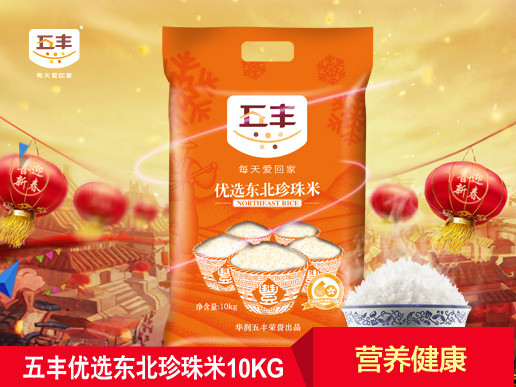 五丰
每天爱回家
五丰
每天爱回家
优选东北珍珠米
NORTHEAST RICE
喜迎
新春
喜迎
新春
豐
净含量:10kg
华润五丰荣誉出品
五丰优选东北珍珠米10KG
营养健康